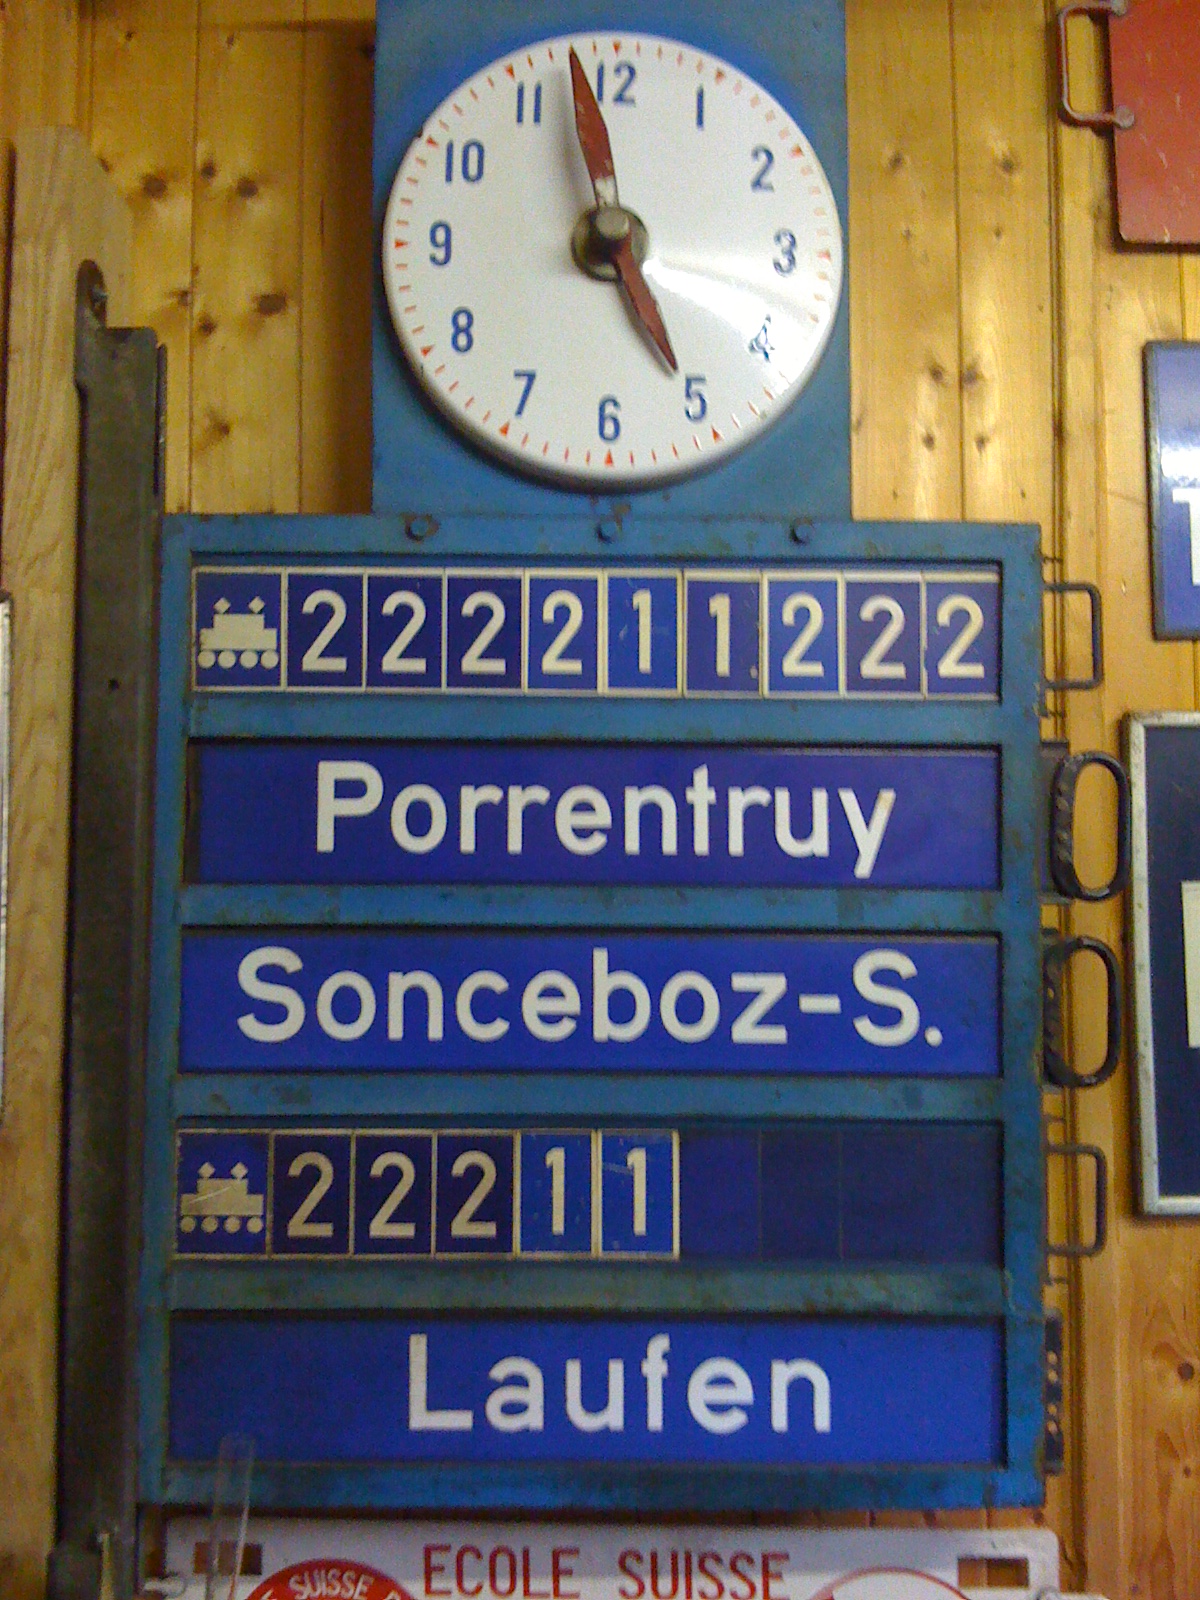 12
11
1
10
2
9
3
8
4
7
5
6
222211222
Porrentruy
Sonceboz-S.
22211
Laufen
ECOLE SUISSE
SUISSE